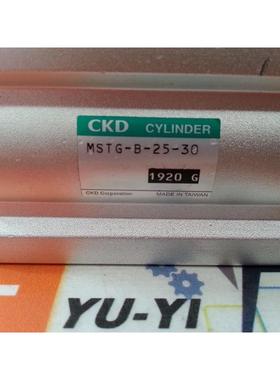 CKD CYLINDER
MSTG-B-25-30
1920 G
CKD Corporation MADE IN TAIWAN
YU-YI